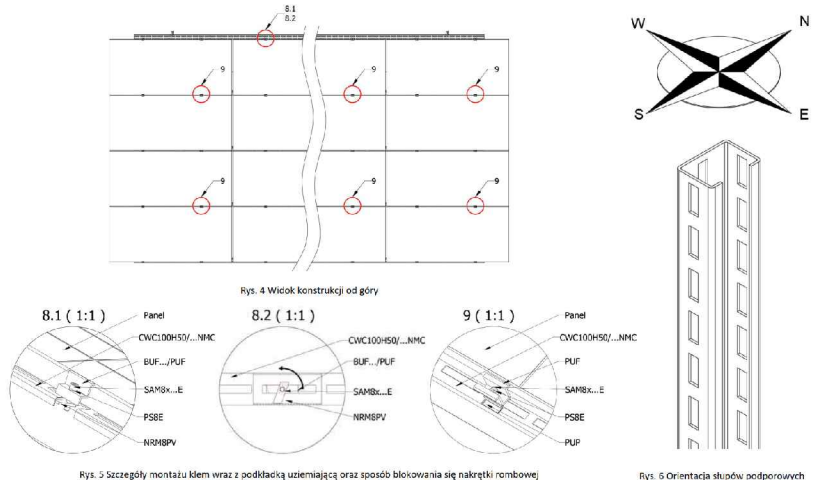 8.1
8.2
9
9
9
9
9
9
Rys. 4 Widok konstrukcji od góry
W
N
S
E
8.1 ( 1:1 )
Panel
CWC100H50/...NMC
BUF.../PUF
SAM8x...E
PS8E
NRM8PV
8.2 ( 1:1 )
CWC100H50/...NMC
BUF.../PUF
SAM8x...E
NRM8PV
9 ( 1:1 )
Panel
CWC100H50/...NMC
PUF
SAM8x...E
PS8E
PUP
Rys. 5 Szczegóły montażu klem wraz z podkładką uziemiającą oraz sposób blokowania się nakrętki rombowej
Rys. 6 Orientacja słupów podporowych